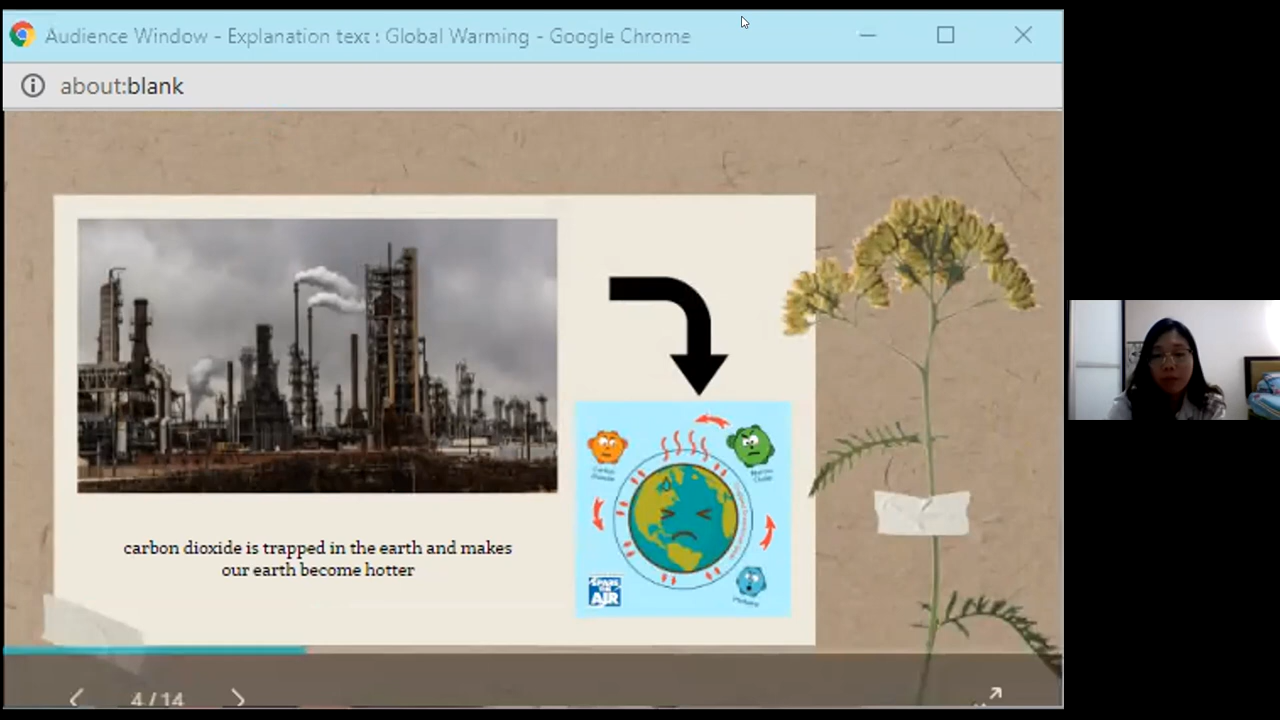 Audience Window - Explanation text : Global Warming - Google Chrome
about:blank
carbon dioxide is trapped in the earth and makes
our earth become hotter
SPARE
AIR
4 / 14